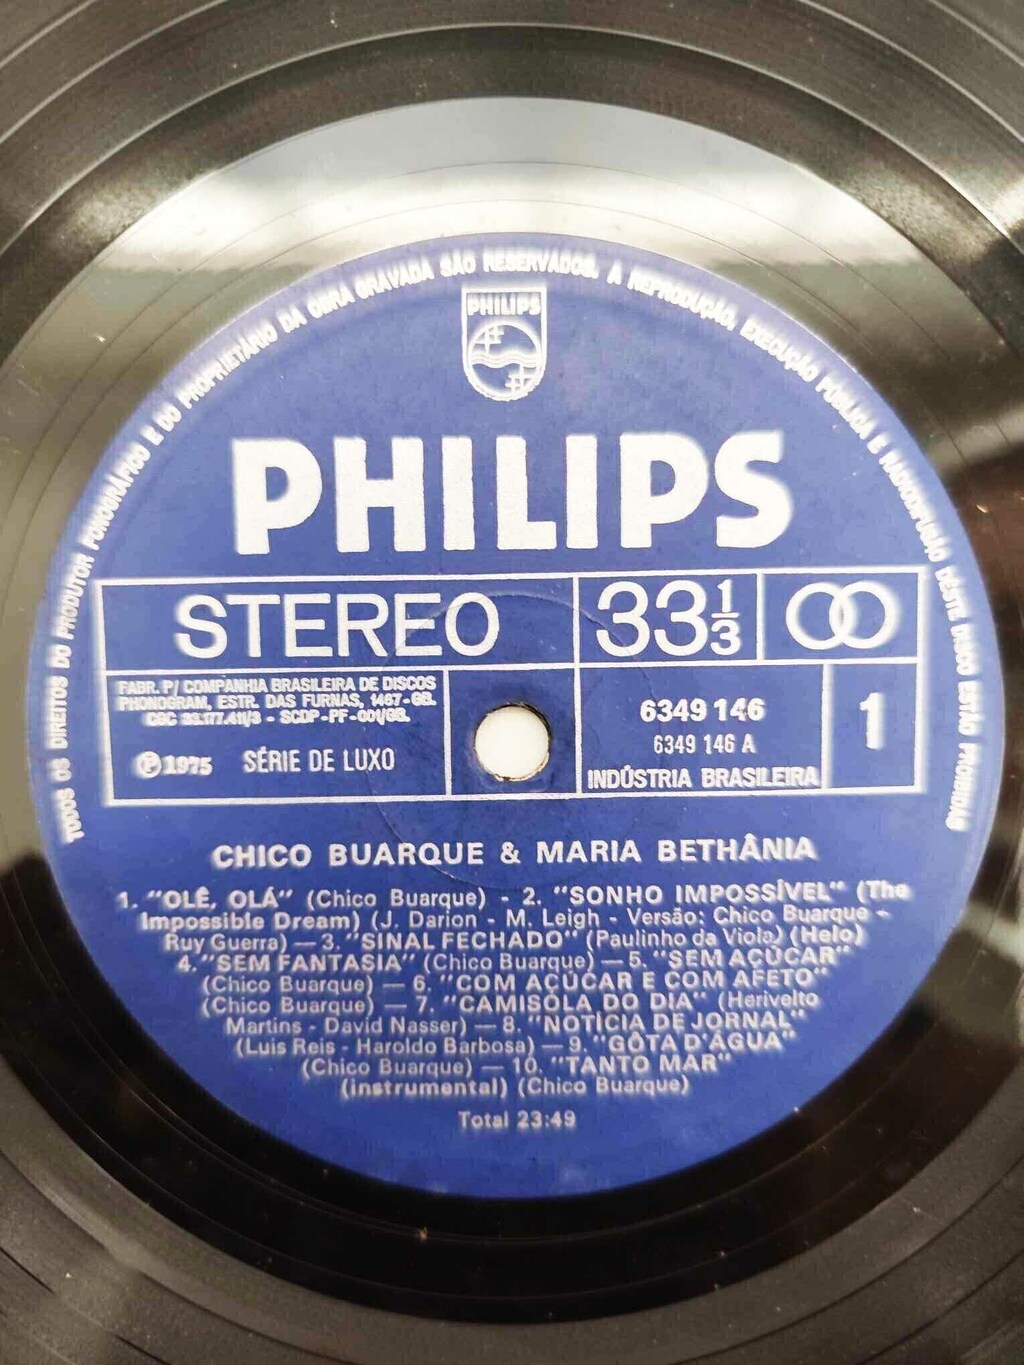 TODOS OS DIREITOS DO PRODUTOR FONOGRÁFICO E DO PROPRIETÁRIO DA OBRA GRAVADA SÃO RESERVADOS. A REPRODUÇÃO, EXECUÇÃO PÚBLICA E RADIODIFUSÃO DÊSTE DISCO ESTÃO PROIBIDAS
PHILIPS
PHILIPS
STEREO 33 1/3
FABR. P/ COMPANHIA BRASILEIRA DE DISCOS
PHONOGRAM, ESTR. DAS FURNAS, 1467-GB.
CGC 33.177.411/3 - SCDP-PF-001/GB.
℗ 1975 SÉRIE DE LUXO
6349 146
6349 146 A
INDÚSTRIA BRASILEIRA
1
CHICO BUARQUE & MARIA BETHÂNIA
1. "OLÊ, OLÁ" (Chico Buarque) - 2. "SONHO IMPOSSÍVEL" (The
Impossible Dream) (J. Darion - M. Leigh - Versão: Chico Buarque -
Ruy Guerra) — 3. "SINAL FECHADO" (Paulinho da Viola) (Helo)
4. "SEM FANTASIA" (Chico Buarque) — 5. "SEM AÇÚCAR"
(Chico Buarque) — 6. "COM AÇÚCAR E COM AFETO"
(Chico Buarque) — 7. "CAMISÓLA DO DIA" (Herivelto
Martins - David Nasser) — 8. "NOTÍCIA DE JORNAL"
(Luis Reis - Haroldo Barbosa) — 9. "GÔTA D'ÁGUA"
(Chico Buarque) — 10. "TANTO MAR"
(instrumental) (Chico Buarque)
Total 23:49